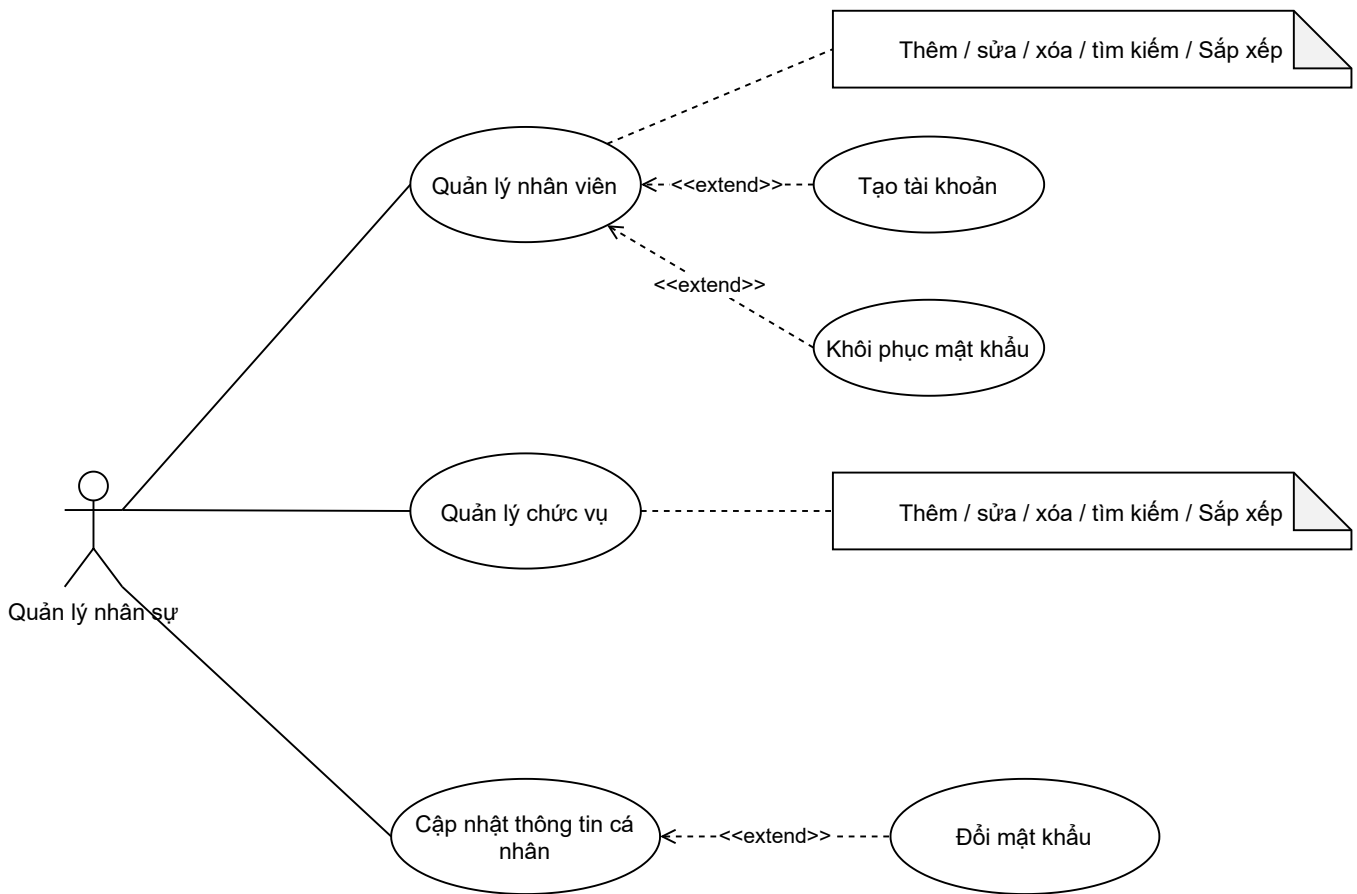 Thêm / sửa / xóa / tìm kiếm / Sắp xếp
Quản lý nhân viên
<<extend>>
Tạo tài khoản
<<extend>>
Khôi phục mật khẩu
Quản lý chức vụ
Thêm / sửa / xóa / tìm kiếm / Sắp xếp
Quản lý nhân sự
Cập nhật thông tin cá
nhân
<<extend>>
Đổi mật khẩu